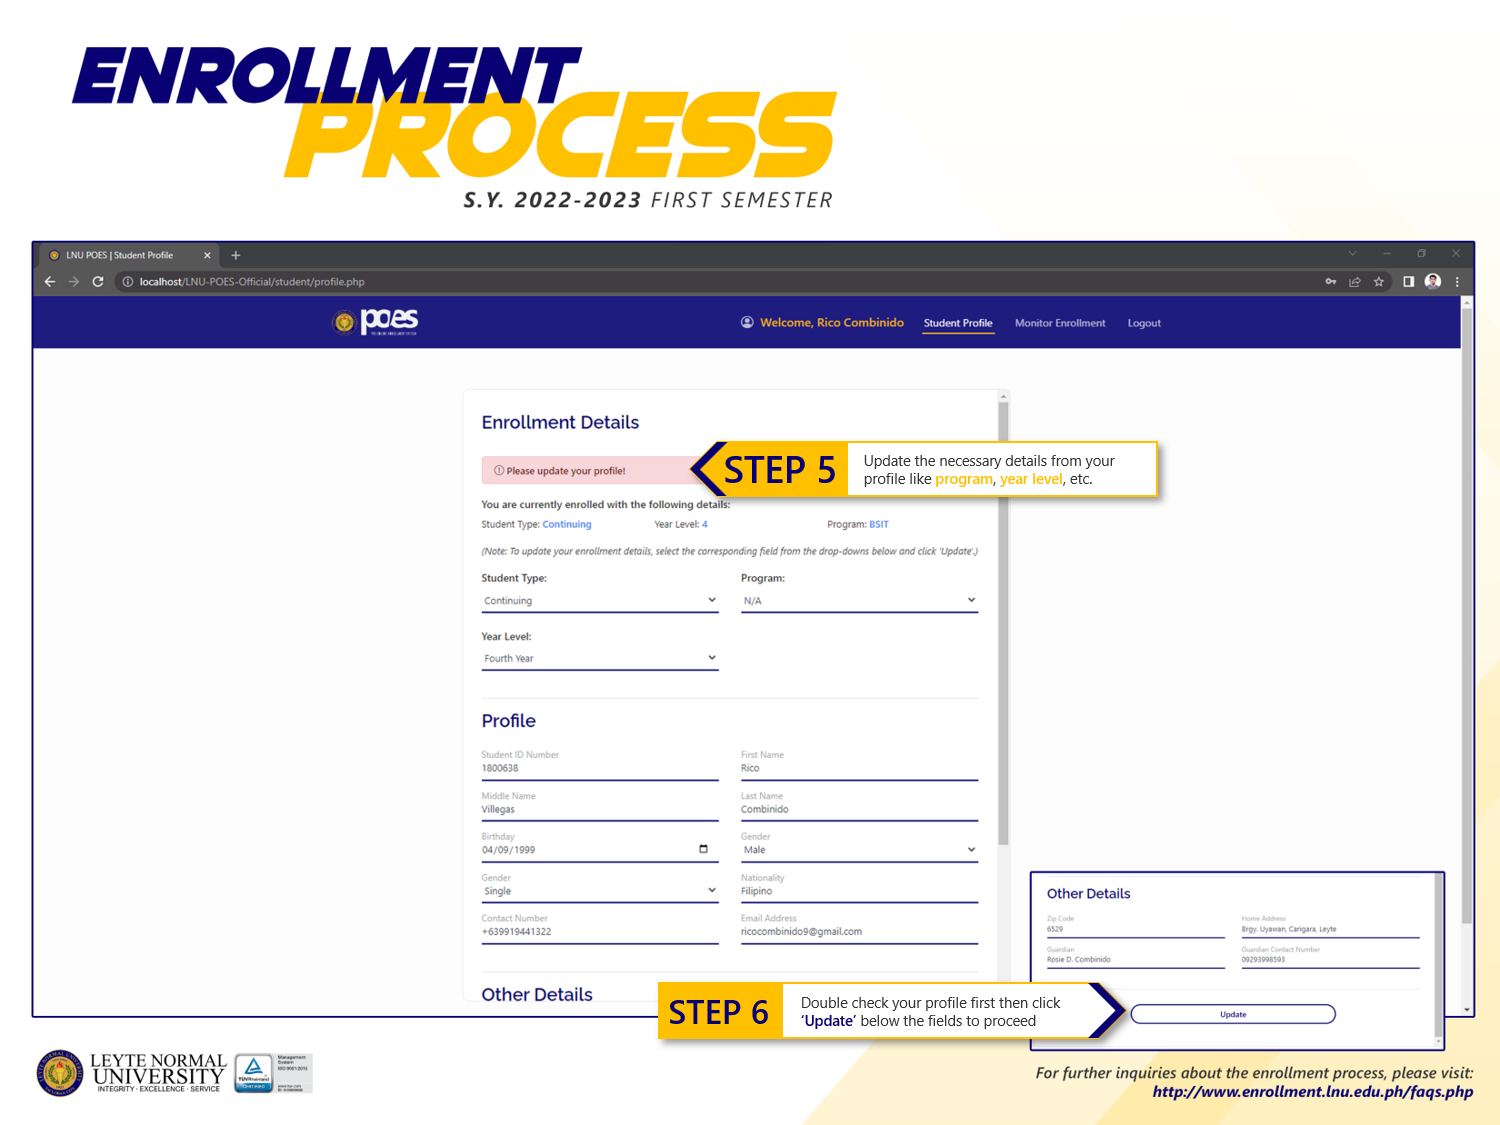 ENROLLMENT
PROCESS
S.Y. 2022-2023 FIRST SEMESTER
LNU POES | Student Profile
localhost/LNU-POES-Official/student/profile.php
poes
Welcome, Rico Combinido
Student Profile
Monitor Enrollment
Logout
Enrollment Details
Please update your profile!
STEP 5
Update the necessary details from your
profile like program, year level, etc.
You are currently enrolled with the following details:
Student Type: Continuing Year Level: 4 Program: BSIT
(Note: To update your enrollment details, select the corresponding field from the drop-downs below and click 'Update'.)
Student Type: Program:
Continuing N/A
Year Level:
Fourth Year
Profile
Student ID Number First Name
1800638 Rico
Middle Name Last Name
Villegas Combinido
Birthday Gender
04/09/1999 Male
Gender Nationality
Single Filipino
Contact Number Email Address
+639919441322 ricocombinido9@gmail.com
Other Details
Other Details
Zip Code Home Address
6529 Brgy. Uyawan, Carigara, Leyte
Guardian Guardian Contact Number
Rosie D. Combinido 09293998593
Update
STEP 6
Double check your profile first then click
‘Update’ below the fields to proceed
LEYTE NORMAL
UNIVERSITY
INTEGRITY · EXCELLENCE · SERVICE
TÜVRheinland
CERTIFIED
Management
System
ISO 9001:2015
For further inquiries about the enrollment process, please visit:
http://www.enrollment.lnu.edu.ph/faqs.php